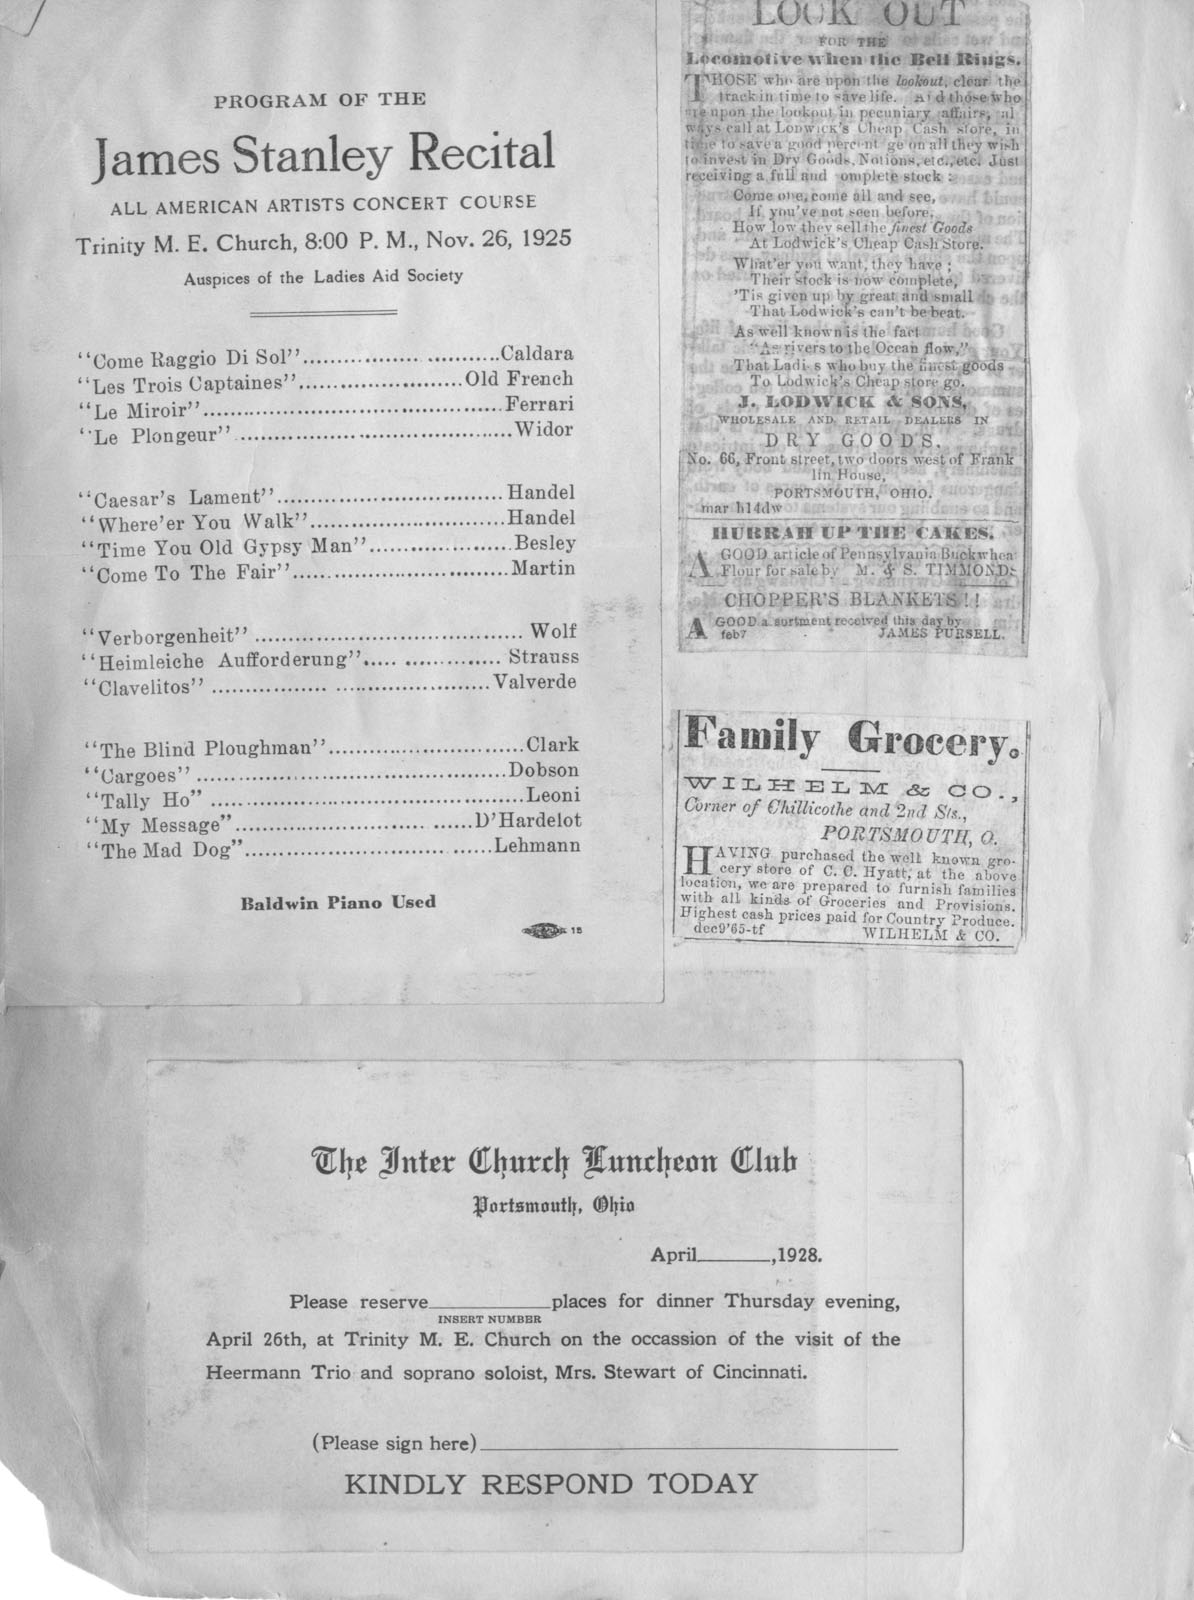 PROGRAM OF THE
James Stanley Recital
ALL AMERICAN ARTISTS CONCERT COURSE
Trinity M. E. Church, 8:00 P. M., Nov. 26, 1925
Auspices of the Ladies Aid Society
"Come Raggio Di Sol"......................Caldara
"Les Trois Captaines"......................Old French
"Le Miroir"......................Ferrari
"Le Plongeur"......................Widor
"Caesar's Lament"......................Handel
"Where'er You Walk"......................Handel
"Time You Old Gypsy Man"......................Besley
"Come To The Fair"......................Martin
"Verborgenheit"......................Wolf
"Heimleiche Aufforderung"......................Strauss
"Clavelitos"......................Valverde
"The Blind Ploughman"......................Clark
"Cargoes"......................Dobson
"Tally Ho"......................Leoni
"My Message"......................D'Hardelot
"The Mad Dog"......................Lehmann
Baldwin Piano Used
15
LOOK OUT
FOR THE
Locomotive when the Bell Rings.
THOSE who are upon the lookout, clear the
track in time to save life. A d those who
re upon the lookout in pecuniary affairs, al
ways call at Lodwick's Cheap Cash store, in
time to save a good percent ge on all they wish
to invest in Dry Goods, Notions, etc., etc. Just
receiving a full and omplete stock:
Come one, come all and see,
If you've not seen before,
How low they sell the finest Goods
At Lodwick's Cheap Cash Store.
What'er you want, they have;
Their stock is now complete,
'Tis given up by great and small
That Lodwick's can't be beat.
As well known is the fact
"As rivers to the Ocean flow,"
That Ladi s who buy the finest goods
To Lodwick's Cheap store go.
J. LODWICK & SONS,
WHOLESALE AND RETAIL DEALERS IN
DRY GOODS,
No. 66, Front street, two doors west of Frank
lin House,
PORTSMOUTH, OHIO.
mar h14dw
HURRAH UP THE CAKES.
A GOOD article of Pennsylvania Buckwhea
Flour for sale by M. & S. TIMMONDS
CHOPPER'S BLANKETS!!
A GOOD a sortment received this day by
feb7 JAMES PURSELL.
Family Grocery.
WILHELM & CO.,
Corner of Chillicothe and 2nd Sts.,
PORTSMOUTH, O.
HAVING purchased the well known gro-
cery store of C. C. Hyatt, at the above
location, we are prepared to furnish families
with all kinds of Groceries and Provisions.
Highest cash prices paid for Country Produce.
dec9'65-tf WILHELM & CO.
The Inter Church Luncheon Club
Portsmouth, Ohio
April______,1928.
Please reserve__________places for dinner Thursday evening,
INSERT NUMBER
April 26th, at Trinity M. E. Church on the occassion of the visit of the
Heermann Trio and soprano soloist, Mrs. Stewart of Cincinnati.
(Please sign here)______________________
KINDLY RESPOND TODAY